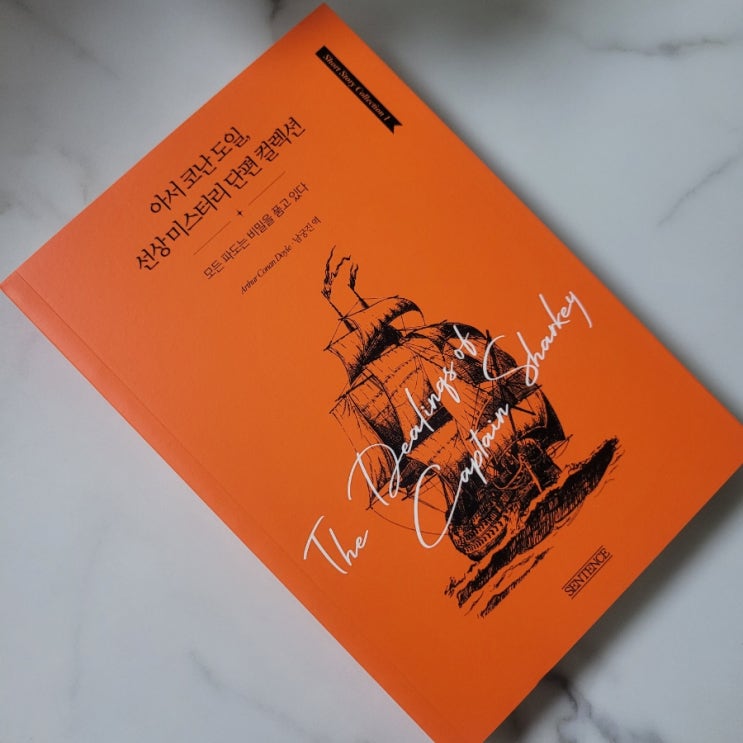 Short Story Collection 1
아서 코난 도일,
선상 미스터리 단편 컬렉션
모든 파도는 비밀을 품고 있다
Arthur Conan Doyle · 남궁진 역
The Dealings of
Captain Sharkey
SENTENCE